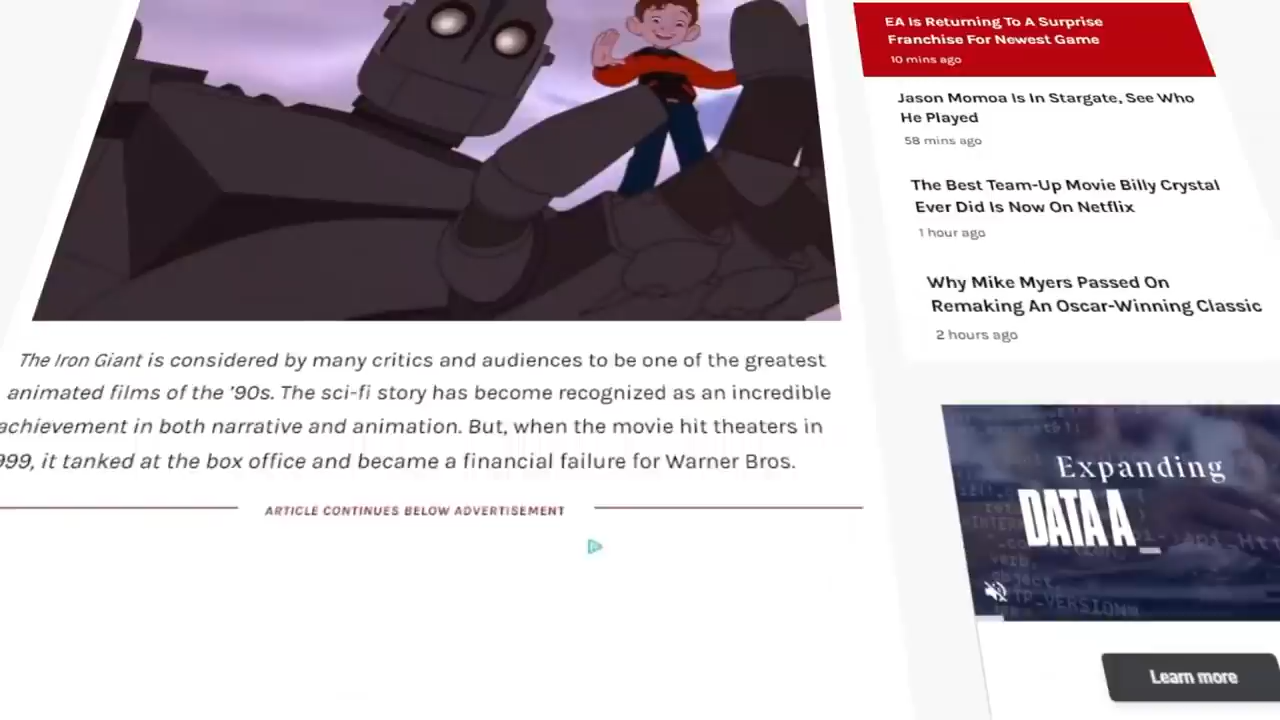 The Iron Giant is considered by many critics and audiences to be one of the greatest
animated films of the '90s. The sci-fi story has become recognized as an incredible
achievement in both narrative and animation. But, when the movie hit theaters in
999, it tanked at the box office and became a financial failure for Warner Bros.
ARTICLE CONTINUES BELOW ADVERTISEMENT
EA Is Returning To A Surprise
Franchise For Newest Game
10 mins ago
Jason Momoa Is In Stargate, See Who
He Played
58 mins ago
The Best Team-Up Movie Billy Crystal
Ever Did Is Now On Netflix
1 hour ago
Why Mike Myers Passed On
Remaking An Oscar-Winning Classic
2 hours ago
Expanding
DATA A_
verb,
object,
TP_VERSION
Learn more